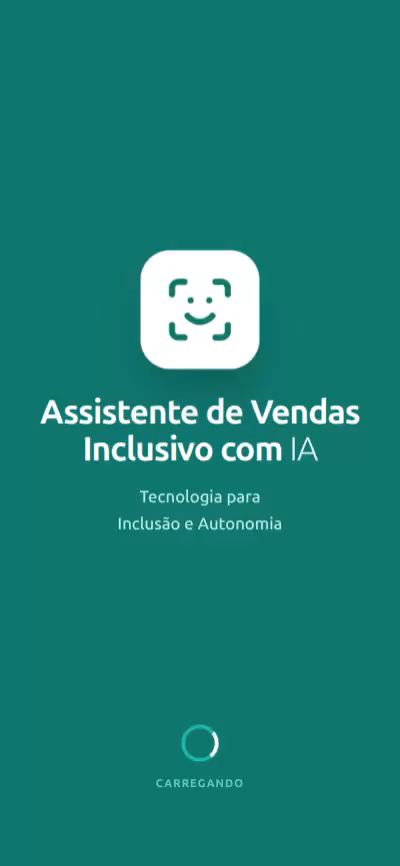 Assistente de Vendas
Inclusivo com IA
Tecnologia para
Inclusão e Autonomia
CARREGANDO